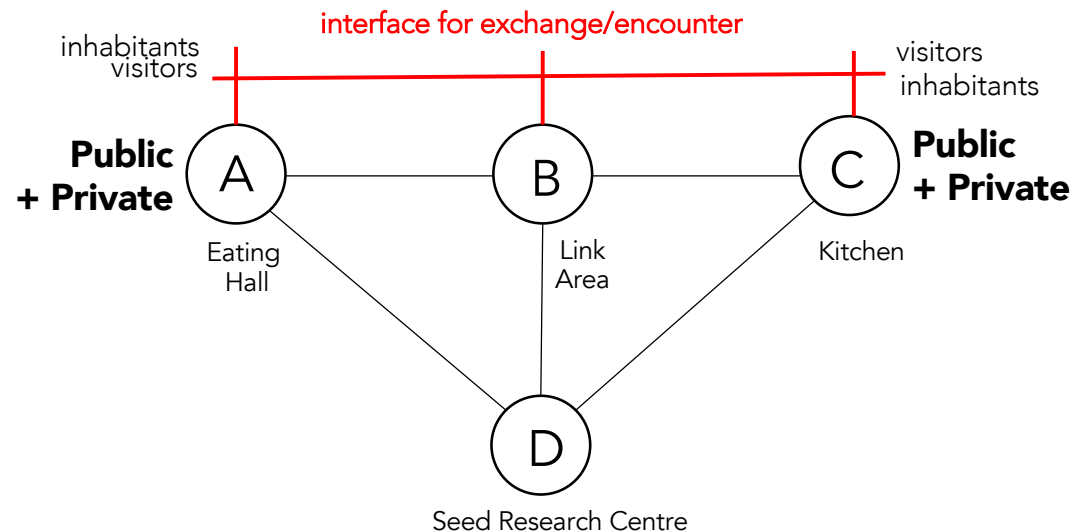 interface for exchange/encounter
inhabitants
visitors
visitors
inhabitants
Public
+ Private
A
B
C
Public
+ Private
Eating
Hall
Link
Area
Kitchen
D
Seed Research Centre